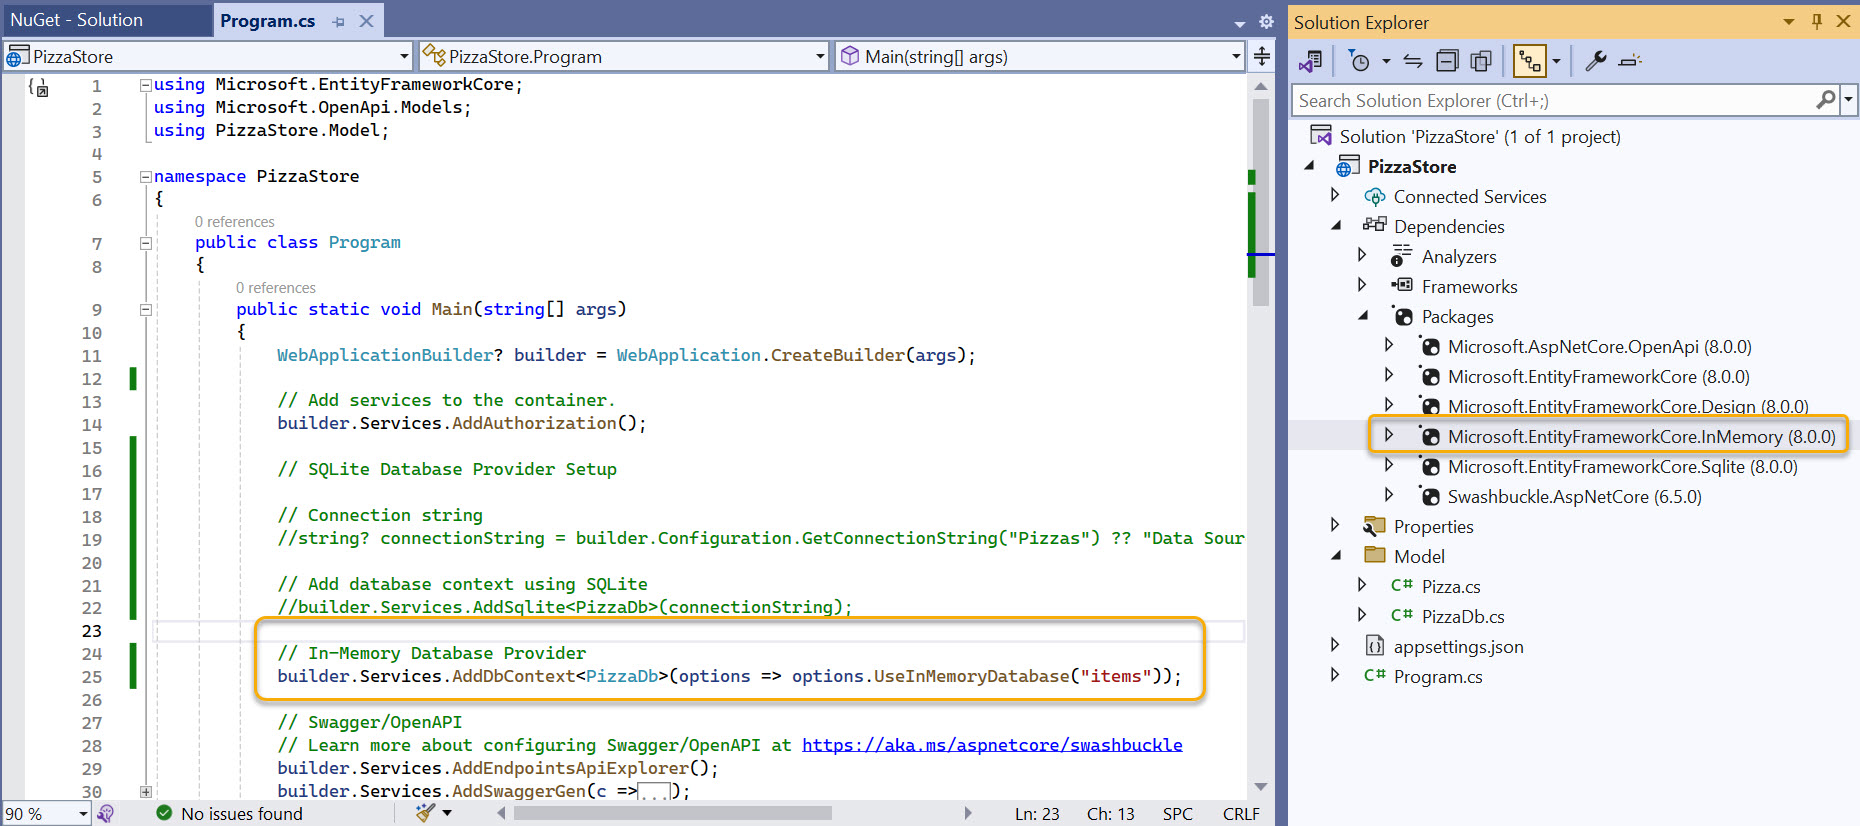 NuGet - Solution
Program.cs
PizzaStore
PizzaStore.Program
Main(string[] args)
1 using Microsoft.EntityFrameworkCore;
2 using Microsoft.OpenApi.Models;
3 using PizzaStore.Model;
4
5 namespace PizzaStore
6 {
0 references
7 public class Program
8 {
0 references
9 public static void Main(string[] args)
10 {
11 WebApplicationBuilder? builder = WebApplication.CreateBuilder(args);
12
13 // Add services to the container.
14 builder.Services.AddAuthorization();
15
16 // SQLite Database Provider Setup
17
18 // Connection string
19 //string? connectionString = builder.Configuration.GetConnectionString("Pizzas") ?? "Data Sour
20
21 // Add database context using SQLite
22 //builder.Services.AddSqlite<PizzaDb>(connectionString);
23
24 // In-Memory Database Provider
25 builder.Services.AddDbContext<PizzaDb>(options => options.UseInMemoryDatabase("items"));
26
27 // Swagger/OpenAPI
28 // Learn more about configuring Swagger/OpenAPI at https://aka.ms/aspnetcore/swashbuckle
29 builder.Services.AddEndpointsApiExplorer();
30 builder.Services.AddSwaggerGen(c =>...);
90 %
No issues found
Ln: 23
Ch: 13
SPC
CRLF
Solution Explorer
Search Solution Explorer (Ctrl+;)
Solution 'PizzaStore' (1 of 1 project)
PizzaStore
Connected Services
Dependencies
Analyzers
Frameworks
Packages
Microsoft.AspNetCore.OpenApi (8.0.0)
Microsoft.EntityFrameworkCore (8.0.0)
Microsoft.EntityFrameworkCore.Design (8.0.0)
Microsoft.EntityFrameworkCore.InMemory (8.0.0)
Microsoft.EntityFrameworkCore.Sqlite (8.0.0)
Swashbuckle.AspNetCore (6.5.0)
Properties
Model
C# Pizza.cs
C# PizzaDb.cs
appsettings.json
C# Program.cs